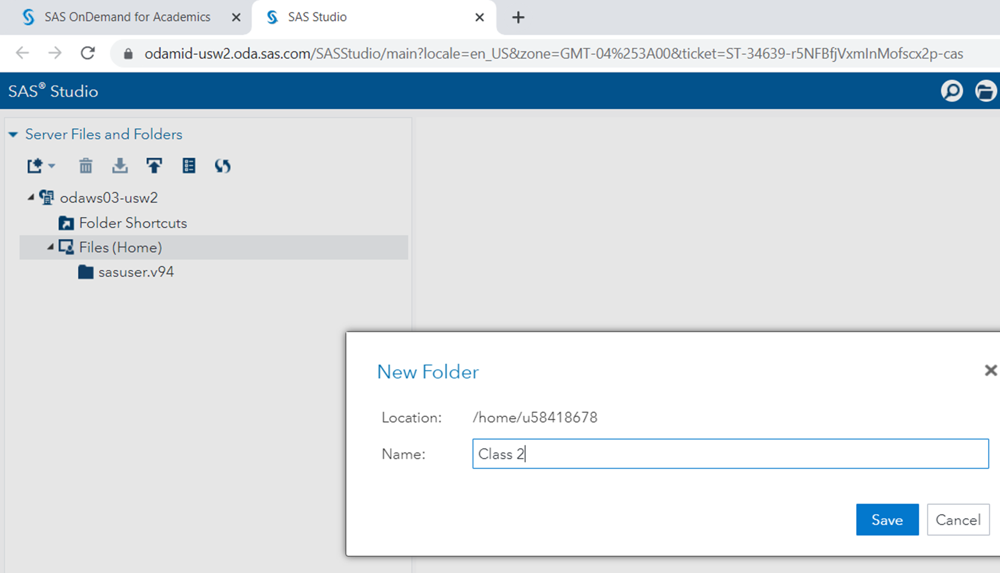 SAS OnDemand for Academics
SAS Studio
odamid-usw2.oda.sas.com/SASStudio/main?locale=en_US&zone=GMT-04%253A00&ticket=ST-34639-r5NFBfjVxmInMofscx2p-cas
SAS® Studio
Server Files and Folders
odaws03-usw2
Folder Shortcuts
Files (Home)
sasuser.v94
New Folder
Location: /home/u58418678
Name: Class 2
Save Cancel